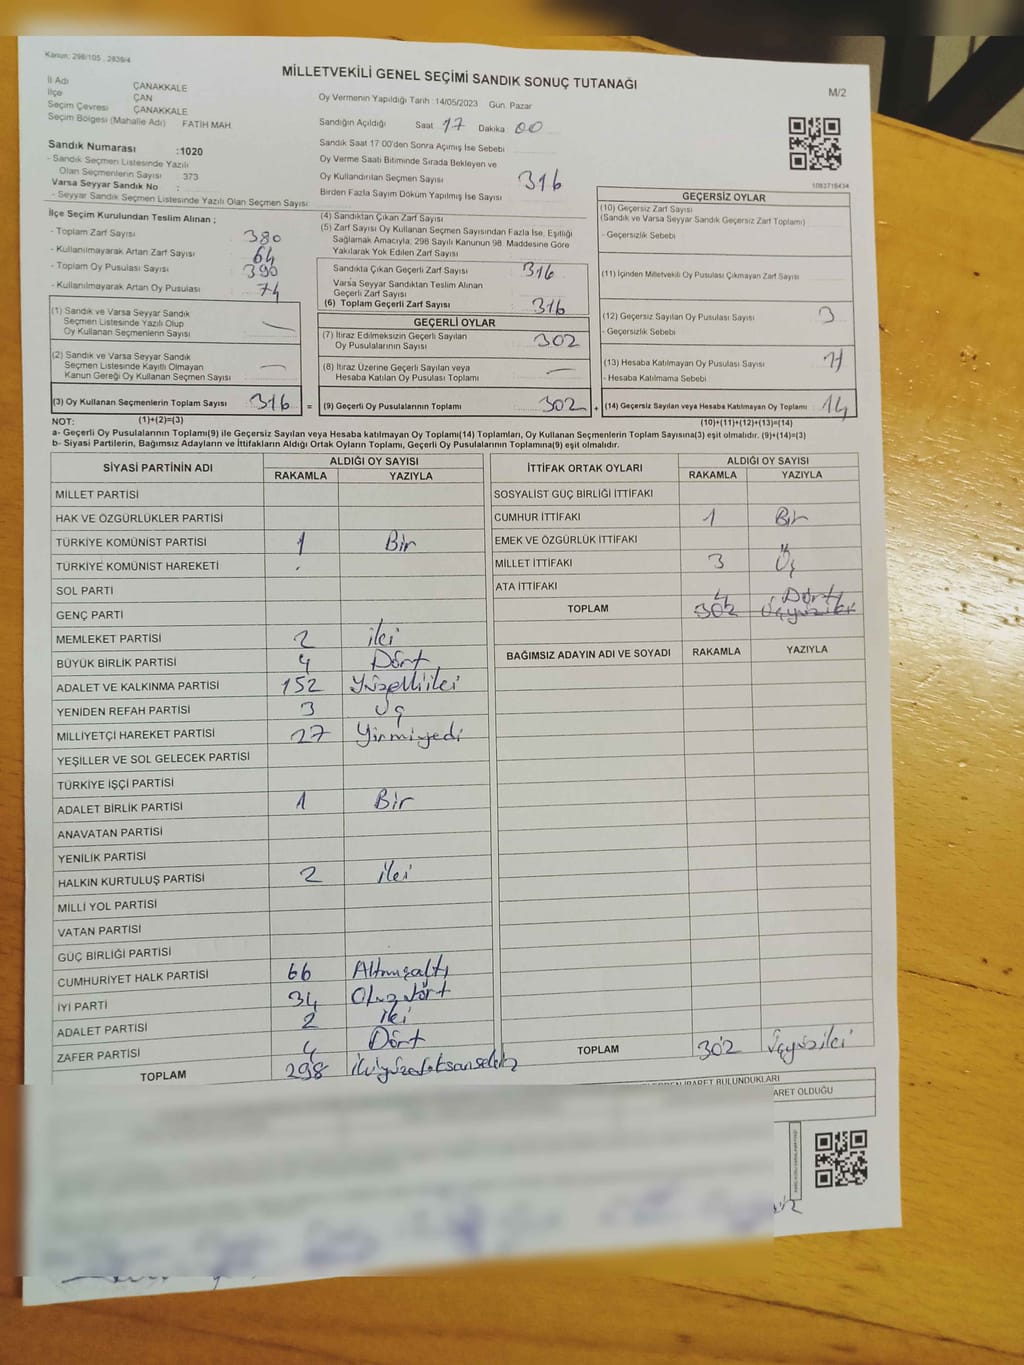 Kanun: 298/105 , 2839/4
MİLLETVEKİLİ GENEL SEÇİMİ SANDIK SONUÇ TUTANAĞI
M/2
İl Adı ÇANAKKALE
İlçe ÇAN
Seçim Çevresi ÇANAKKALE
Seçim Bölgesi (Mahalle Adı) FATİH MAH.
Oy Vermenin Yapıldığı Tarih :14/05/2023 Gün: Pazar
Sandığın Açıldığı Saat 17 Dakika : 00
Sandık Numarası :1020
- Sandık Seçmen Listesinde Yazılı
Olan Seçmenlerin Sayısı : 373
Varsa Seyyar Sandık No :
- Seyyar Sandık Seçmen Listesinde Yazılı Olan Seçmen Sayısı:
Sandık Saat 17:00'den Sonra Açımış İse Sebebi
Oy Verme Saati Bitiminde Sırada Bekleyen ve
Oy Kullandırılan Seçmen Sayısı 316
Birden Fazla Sayım Döküm Yapılmış İse Sayısı
1083718434
İlçe Seçim Kurulundan Teslim Alınan ;
- Toplam Zarf Sayısı 380
- Kullanılmayarak Artan Zarf Sayısı 64
- Toplam Oy Pusulası Sayısı 390
- Kullanılmayarak Artan Oy Pusulası 74
(1) Sandık ve Varsa Seyyar Sandık
Seçmen Listesinde Yazılı Olup
Oy Kullanan Seçmenlerin Sayısı : —
(2) Sandık ve Varsa Seyyar Sandık
Seçmen Listesinde Kayıtlı Olmayan
Kanun Gereği Oy Kullanan Seçmen Sayısı : —
(3) Oy Kullanan Seçmenlerin Toplam Sayısı : 316 =
(4) Sandıktan Çıkan Zarf Sayısı
(5) Zarf Sayısı Oy Kullanan Seçmen Sayısından Fazla İse, Eşitliği
Sağlamak Amacıyla; 298 Sayılı Kanunun 98. Maddesine Göre
Yakılarak Yok Edilen Zarf Sayısı
Sandıkta Çıkan Geçerli Zarf Sayısı 316
Varsa Seyyar Sandıktan Teslim Alınan
Geçerli Zarf Sayısı
(6) Toplam Geçerli Zarf Sayısı : 316
GEÇERLİ OYLAR
(7) İtiraz Edilmeksizin Geçerli Sayılan
Oy Pusulalarının Sayısı 302
(8) İtiraz Üzerine Geçerli Sayılan veya
Hesaba Katılan Oy Pusulası Toplamı —
(9) Geçerli Oy Pusulalarının Toplamı 302 +
GEÇERSİZ OYLAR
(10) Geçersiz Zarf Sayısı
(Sandık ve Varsa Seyyar Sandık Geçersiz Zarf Toplamı)
- Geçersizlik Sebebi
(11) İçinden Milletvekili Oy Pusulası Çıkmayan Zarf Sayısı
(12) Geçersiz Sayılan Oy Pusulası Sayısı : 3
- Geçersizlik Sebebi
(13) Hesaba Katılmayan Oy Pusulası Sayısı : 11
- Hesaba Katılmama Sebebi
(14) Geçersiz Sayılan veya Hesaba Katılmayan Oy Pusulası Toplamı : 14
NOT: (1)+(2)=(3) (10)+(11)+(12)+(13)=(14)
a- Geçerli Oy Pusulalarının Toplamı(9) ile Geçersiz Sayılan veya Hesaba katılmayan Oy Toplamı(14) Toplamları, Oy Kullanan Seçmenlerin Toplam Sayısına(3) eşit olmalıdır. (9)+(14)=(3)
b- Siyasi Partilerin, Bağımsız Adayların ve İttifakların Aldığı Ortak Oyların Toplamı, Geçerli Oyların Toplamına(9) eşit olmalıdır.
SİYASİ PARTİNİN ADI ALDIĞI OY SAYISI
RAKAMLA YAZIYLA
MİLLET PARTİSİ
HAK VE ÖZGÜRLÜKLER PARTİSİ
TÜRKİYE KOMÜNİST PARTİSİ 1 Bir
TÜRKİYE KOMÜNİST HAREKETİ
SOL PARTİ
GENÇ PARTİ
MEMLEKET PARTİSİ 2 iki
BÜYÜK BİRLİK PARTİSİ 4 Dört
ADALET VE KALKINMA PARTİSİ 152 Yüzelliiki
YENİDEN REFAH PARTİSİ 3 Üç
MİLLİYETÇİ HAREKET PARTİSİ 27 Yirmiyedi
YEŞİLLER VE SOL GELECEK PARTİSİ
TÜRKİYE İŞÇİ PARTİSİ
ADALET BİRLİK PARTİSİ 1 Bir
ANAVATAN PARTİSİ
YENİLİK PARTİSİ
HALKIN KURTULUŞ PARTİSİ 2 iki
MİLLİ YOL PARTİSİ
VATAN PARTİSİ
GÜÇ BİRLİĞİ PARTİSİ
CUMHURİYET HALK PARTİSİ 66 Altmışaltı
İYİ PARTİ 34 Otuzdört
ADALET PARTİSİ 2 iki
ZAFER PARTİSİ 4 Dört
TOPLAM 298 ikiyüzdoksansekiz
İTTİFAK ORTAK OYLARI ALDIĞI OY SAYISI
RAKAMLA YAZIYLA
SOSYALİST GÜÇ BİRLİĞİ İTTİFAKI
CUMHUR İTTİFAKI 1 Bir
EMEK VE ÖZGÜRLÜK İTTİFAKI
MİLLET İTTİFAKI 3 Üç
ATA İTTİFAKI
4 Dört
TOPLAM 302 Üçyüziki
BAĞIMSIZ ADAYIN ADI VE SOYADI RAKAMLA YAZIYLA
TOPLAM 302 Üçyüziki
BULUNDUKLARI
ARET OLDUĞU